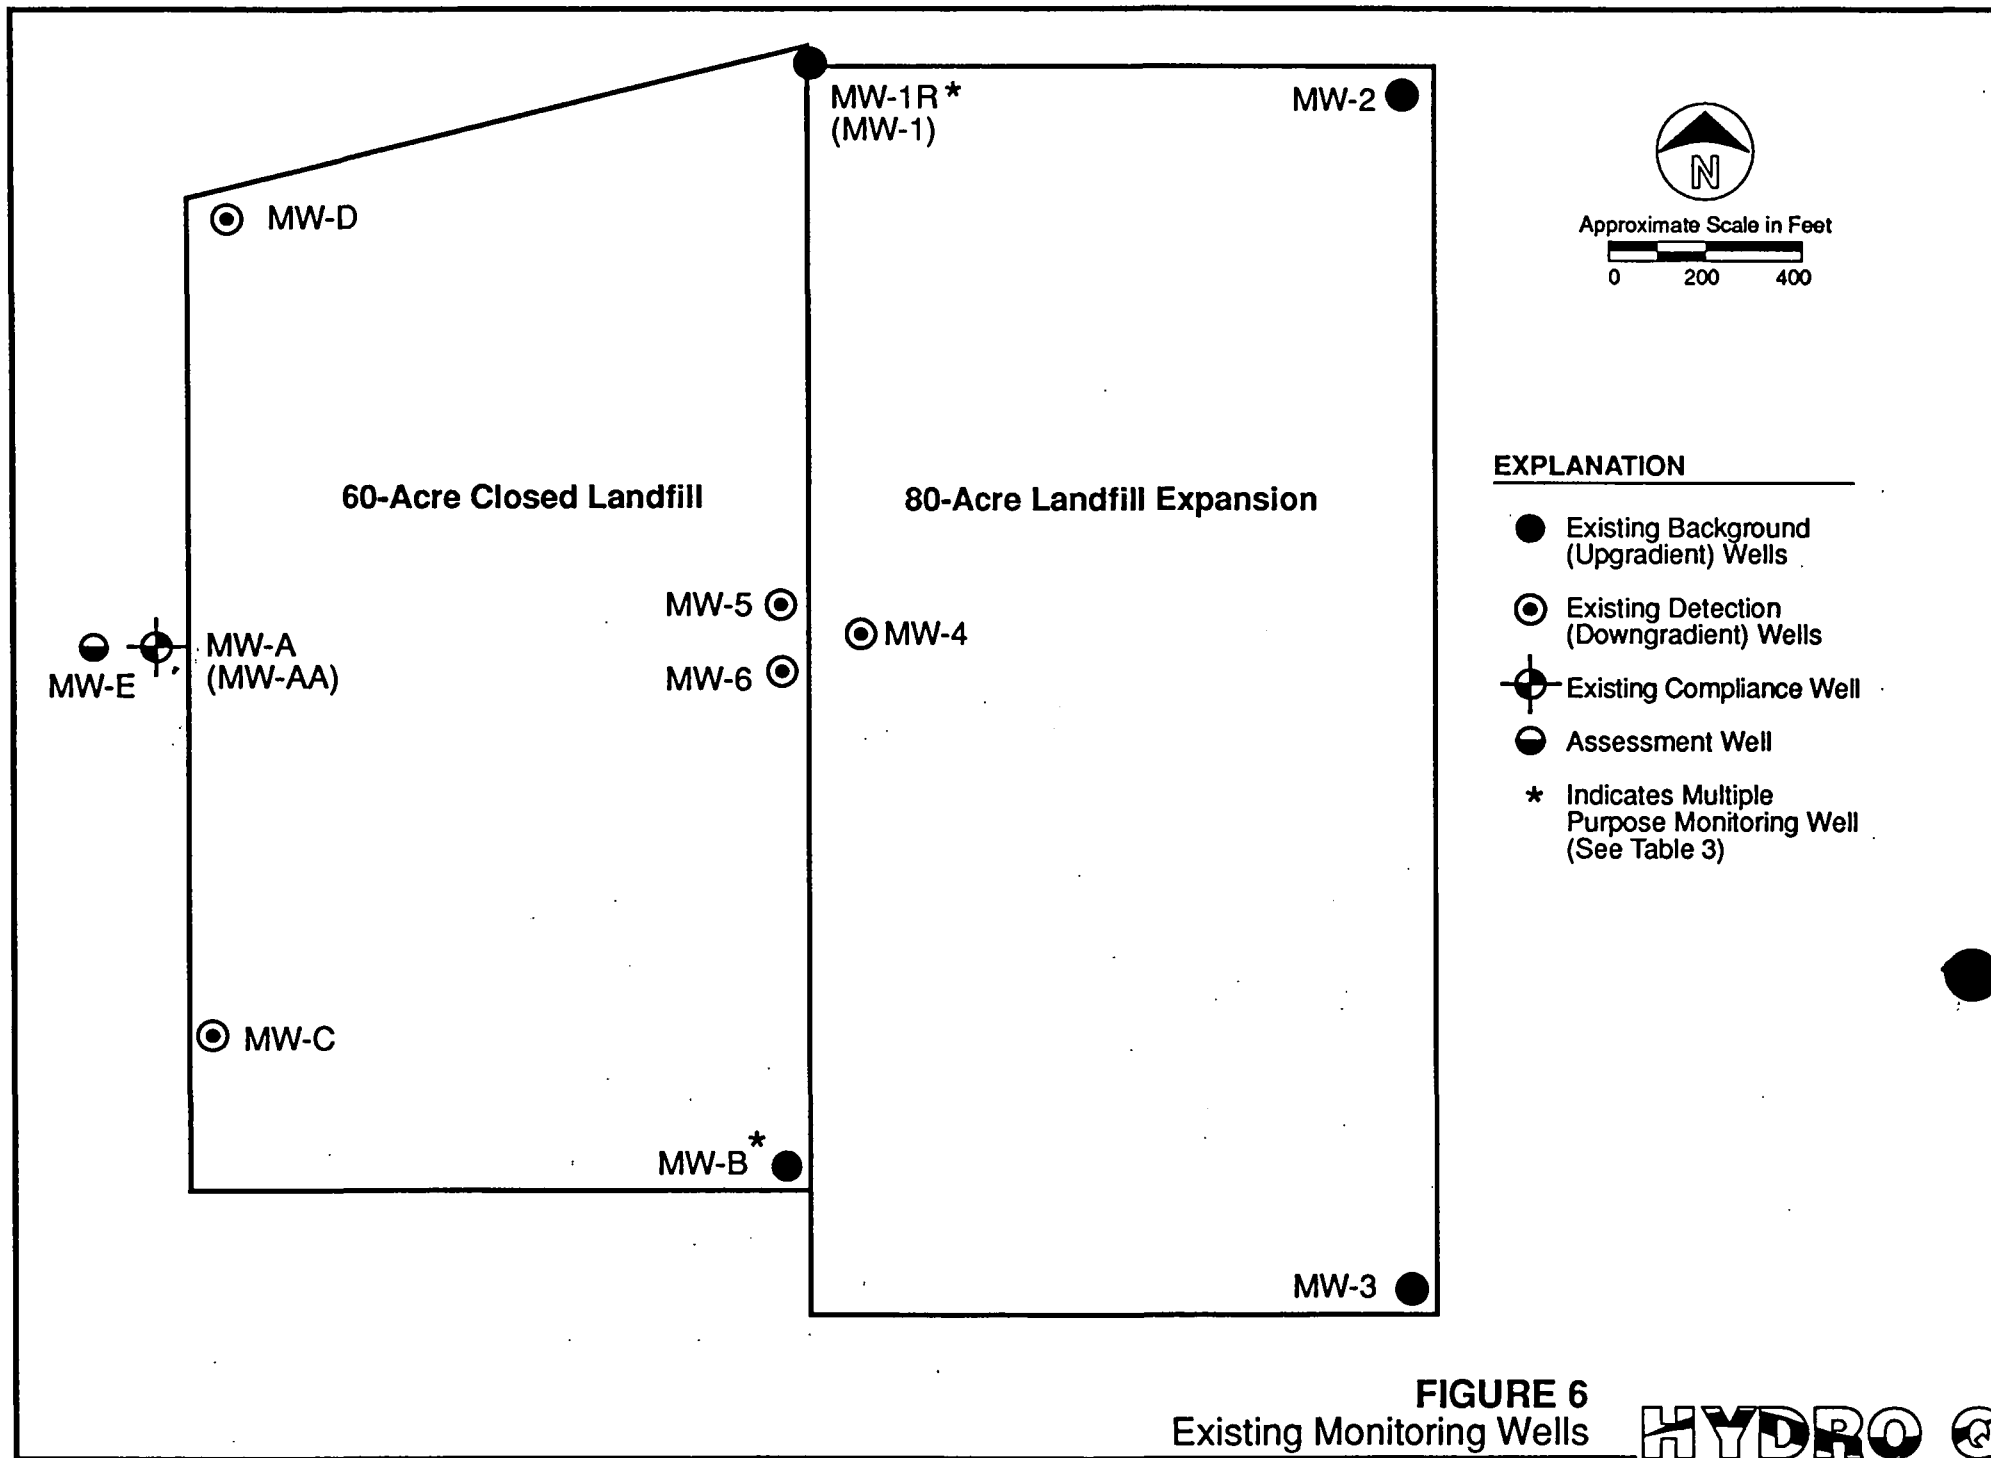 MW-1R*
(MW-1)
MW-2
N
MW-D
Approximate Scale in Feet
0 200 400
60-Acre Closed Landfill
80-Acre Landfill Expansion
EXPLANATION
Existing Background
(Upgradient) Wells
MW-5
MW-4
Existing Detection
(Downgradient) Wells
MW-A
(MW-AA)
MW-E
MW-6
Existing Compliance Well
Assessment Well
* Indicates Multiple
Purpose Monitoring Well
(See Table 3)
MW-C
MW-B*
MW-3
FIGURE 6
Existing Monitoring Wells
HYDRO Q